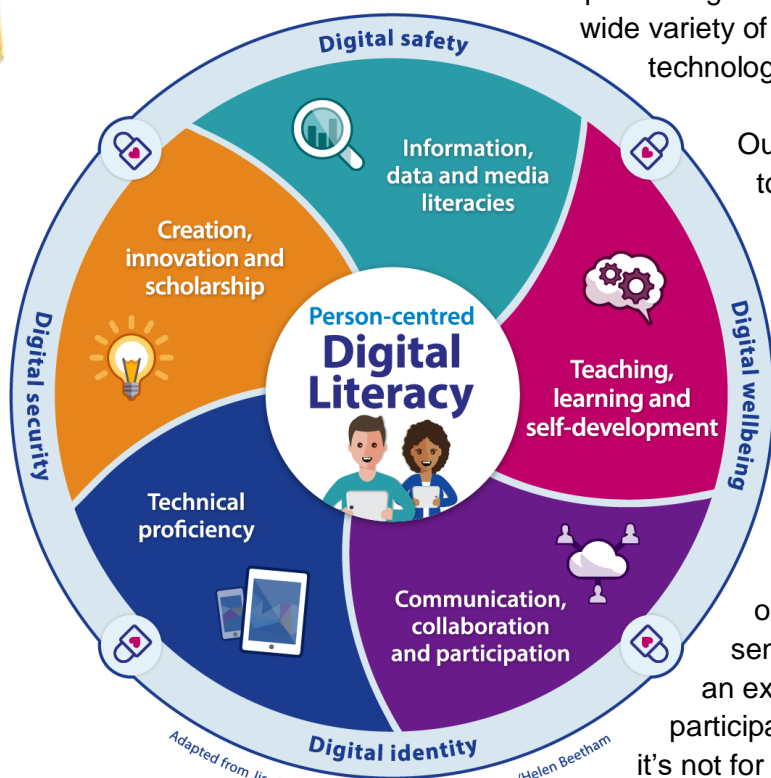 wide variety of
technolog
Ou
to
Digital safety
Information,
data and media
literacies
Creation,
innovation and
scholarship
Person-centred
Digital
Literacy
Teaching,
learning and
self-development
Digital security
Digital wellbeing
Technical
proficiency
Communication,
collaboration
and participation
Digital identity
Adapted from
/Helen Beetham
o
ser
an ex
participa
it's not for